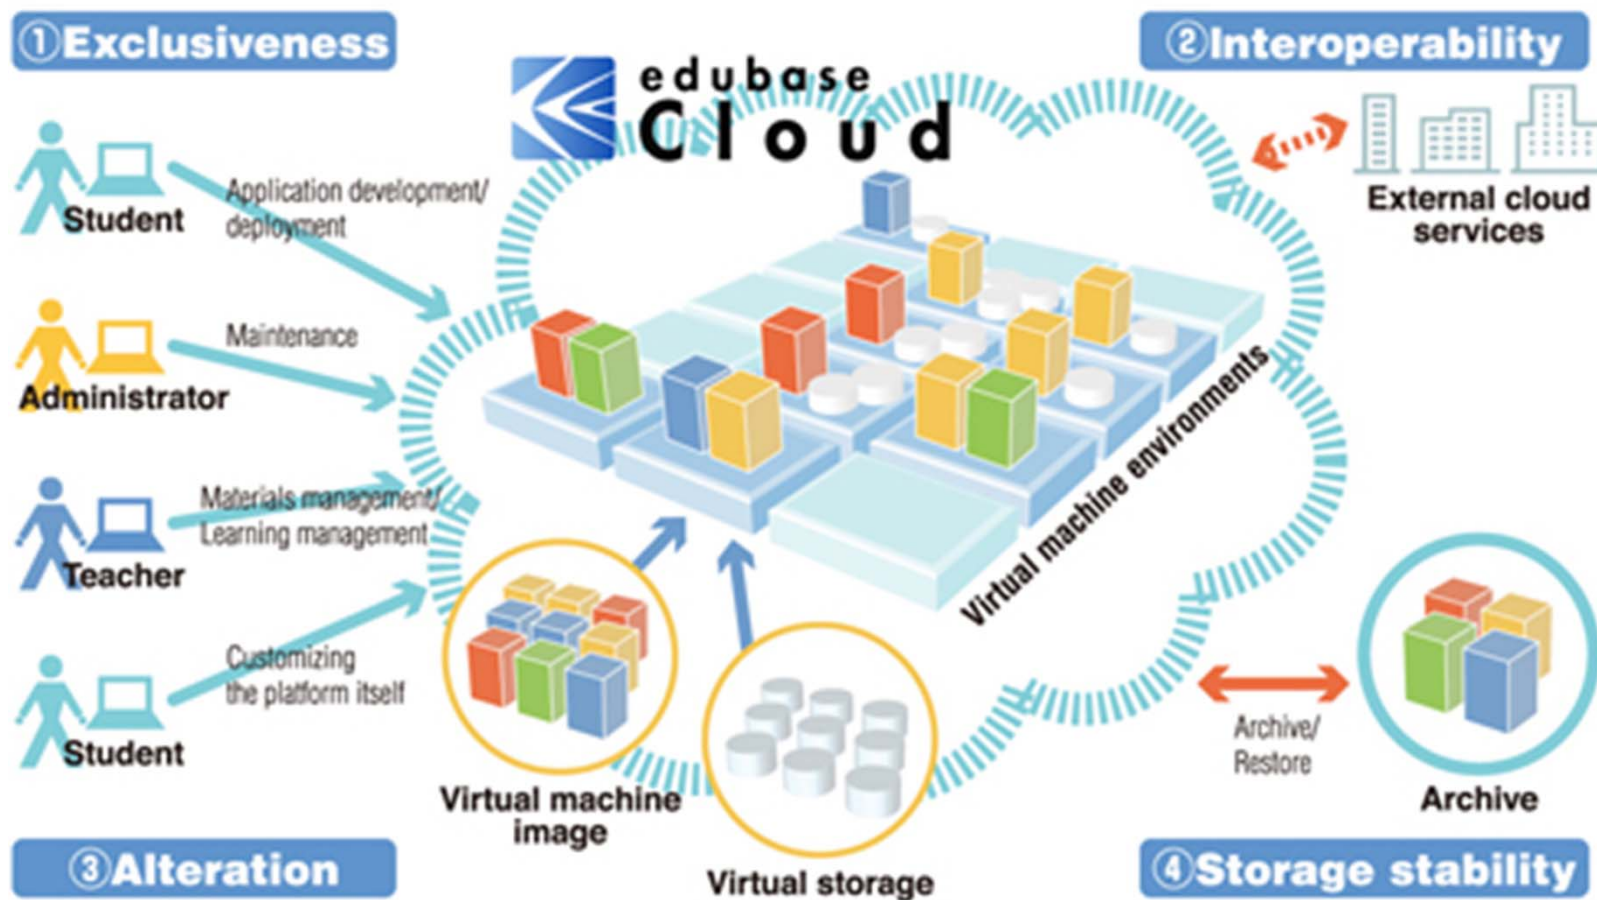 ①Exclusiveness
②Interoperability
edubase
Cloud
Student
Application development/
deployment
External cloud
services
Administrator
Maintenance
Teacher
Materials management/
Learning management
Student
Customizing
the platform itself
Virtual machine environments
Virtual machine
image
Virtual storage
Archive/
Restore
Archive
③Alteration
④Storage stability